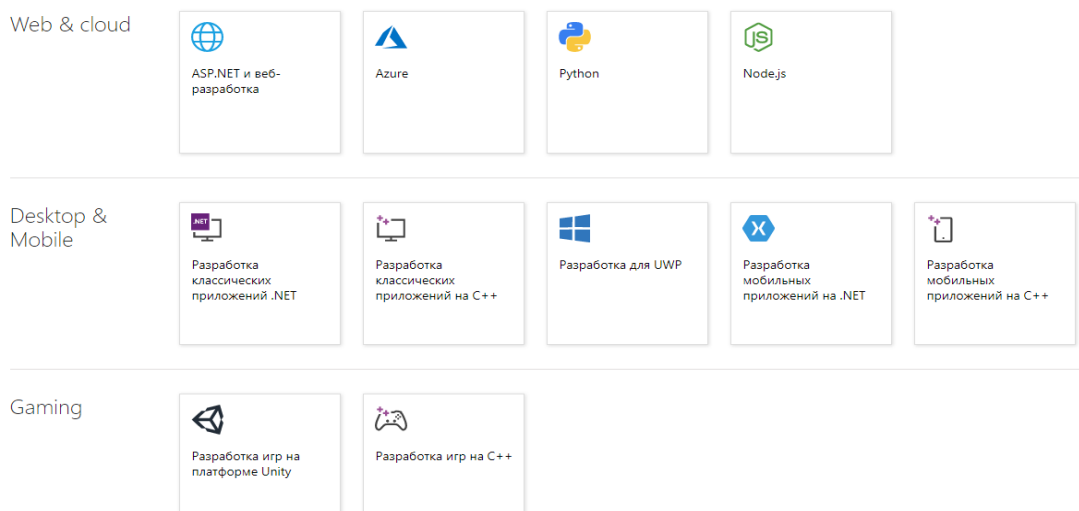 Web & cloud
ASP.NET и веб-
разработка
Azure
Python
JS
Node.js
Desktop &
Mobile
.NET
Разработка
классических
приложений .NET
Разработка
классических
приложений на C++
Разработка для UWP
Разработка
мобильных
приложений на .NET
Разработка
мобильных
приложений на C++
Gaming
Разработка игр на
платформе Unity
Разработка игр на C++